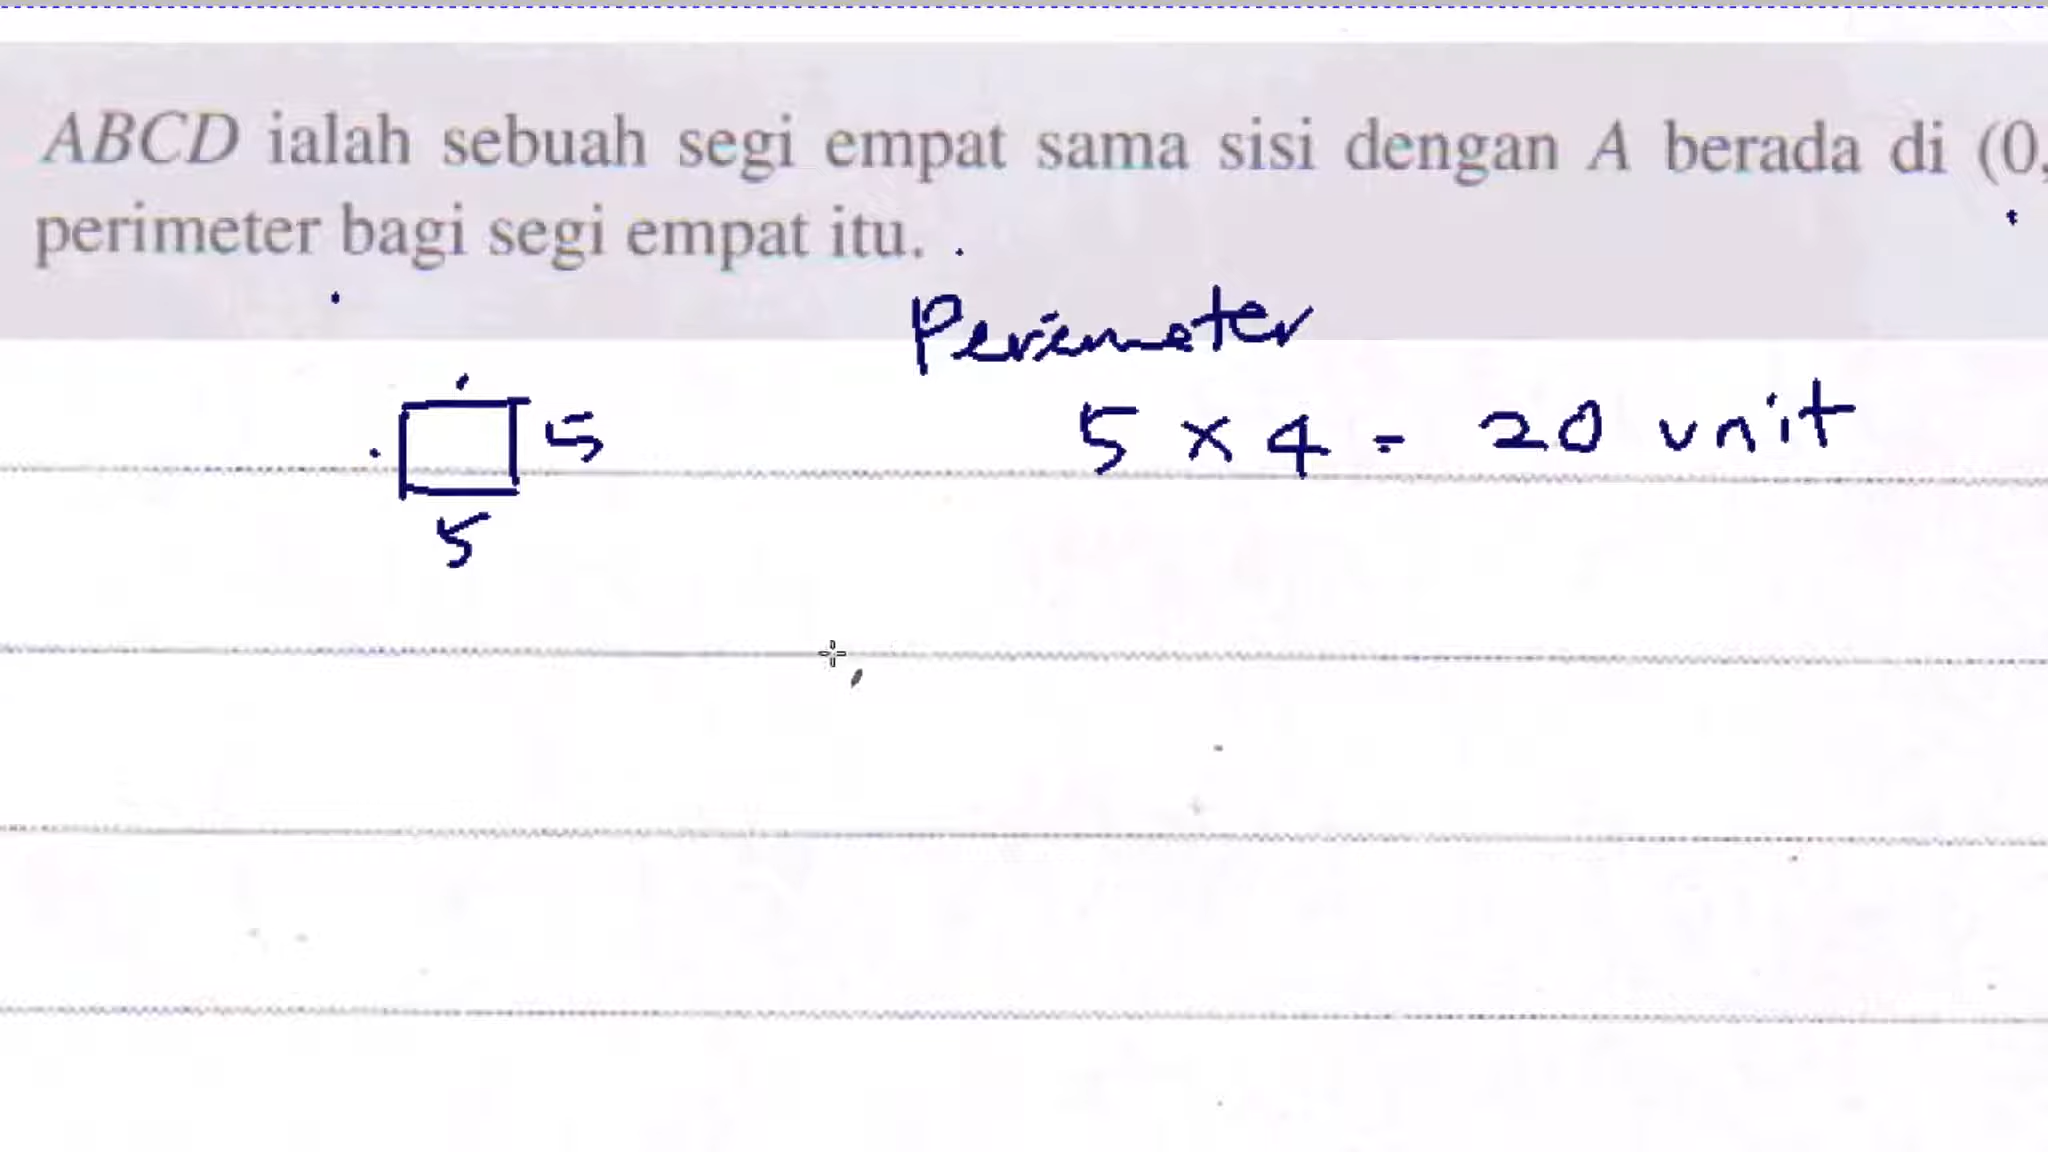 ABCD ialah sebuah segi empat sama sisi dengan A berada di (0,
perimeter bagi segi empat itu.
Perimeter
5
5 × 4 = 20 unit
5